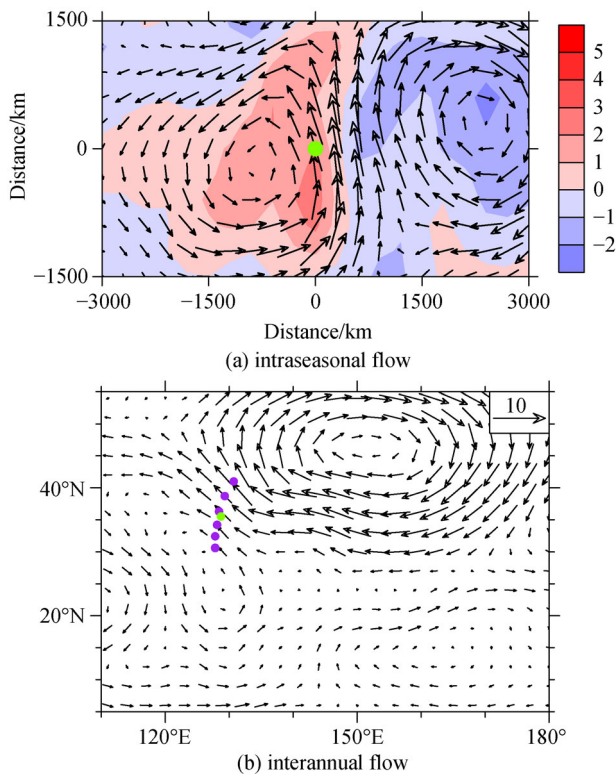 1500
0
−1500
Distance/km
−3000 −1500 0 1500 3000
Distance/km
5
4
3
2
1
0
−1
−2
(a) intraseasonal flow
10
40°N
20°N
120°E 150°E 180°
(b) interannual flow